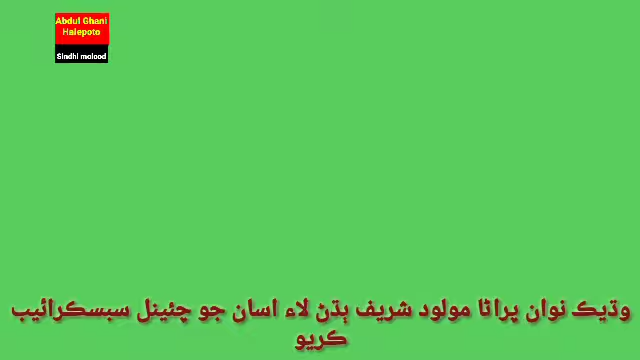 Abdul Ghani
Halepoto
Sindhi molood
وڌيڪ نوان پراڻا مولود شريف ٻڌڻ لاء اسان جو چئينل سبسڪرائيب
ڪريو